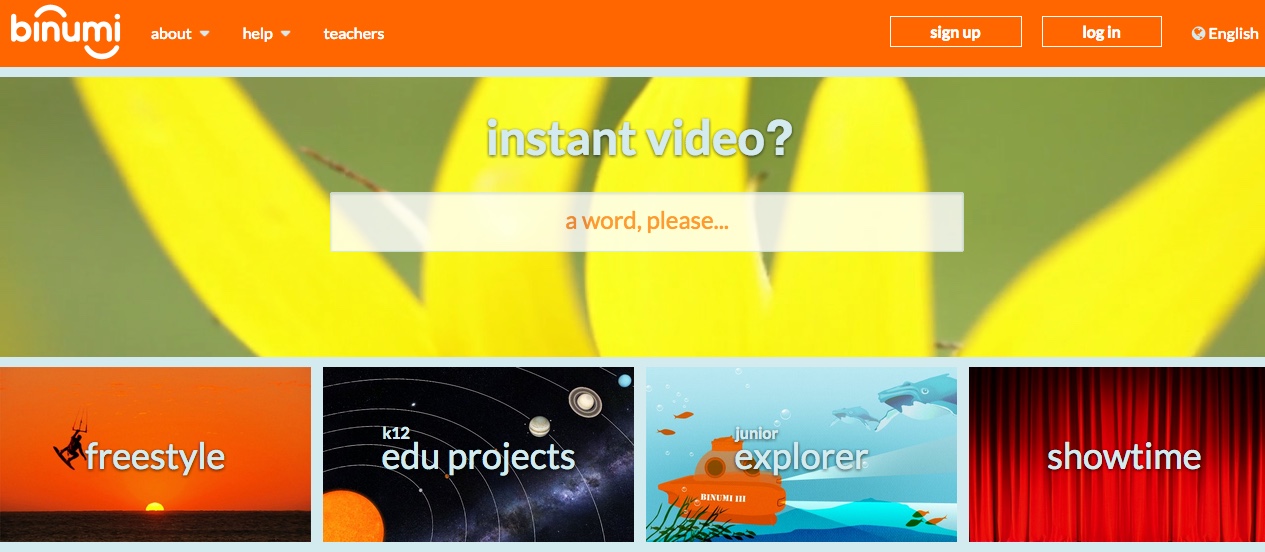 binumi
about
help
teachers
sign up
log in
English
instant video?
a word, please...
freestyle
k12
edu projects
junior
explorer
BINUMI III
showtime